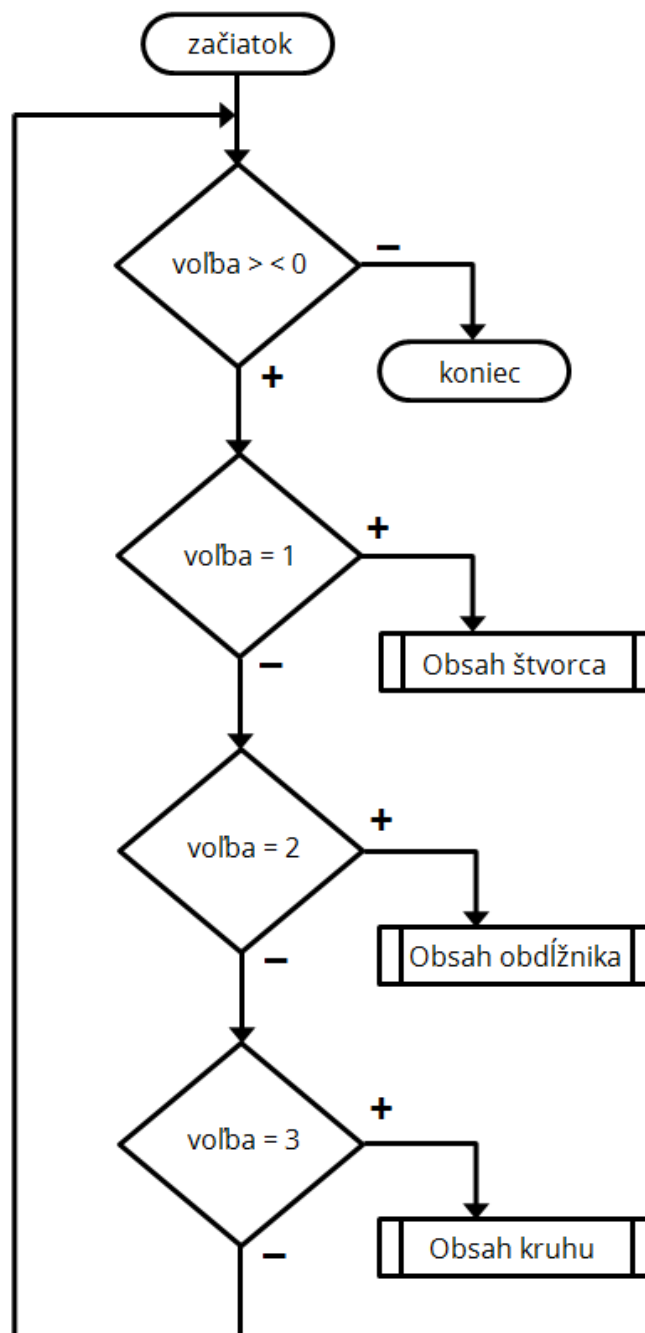 začiatok
voľba > < 0
–
koniec
+
voľba = 1
+
Obsah štvorca
–
voľba = 2
+
Obsah obdĺžnika
–
voľba = 3
+
Obsah kruhu
–